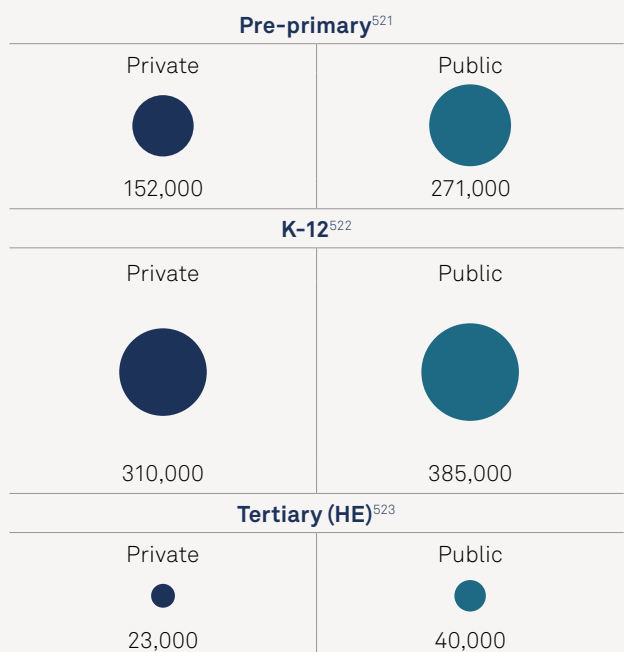 Pre-primary521
Private Public
152,000 271,000
K-12522
Private Public
310,000 385,000
Tertiary (HE)523
Private Public
23,000 40,000